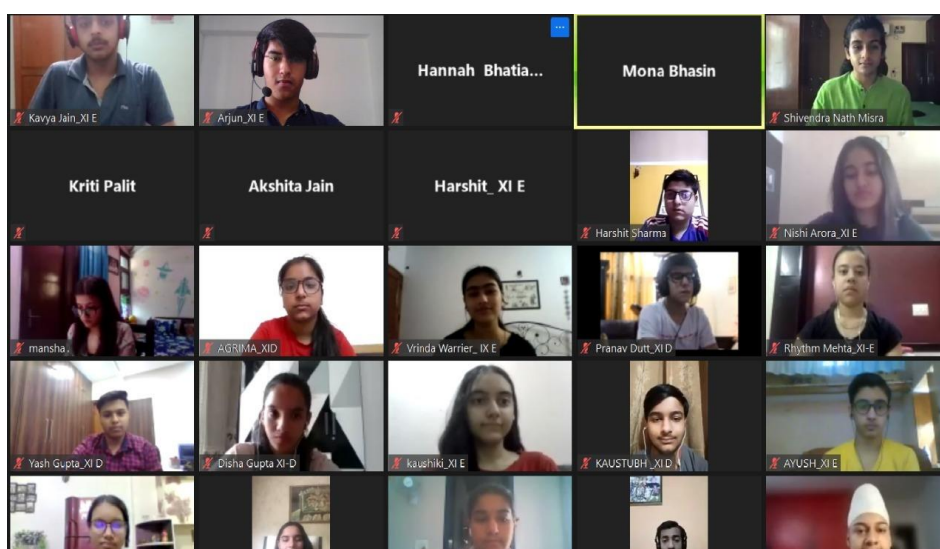 Kavya Jain_XI E
Arjun_XI E
Hannah Bhatia...
Mona Bhasin
Shivendra Nath Misra
Kriti Palit
Akshita Jain
Harshit_ XI E
Harshit Sharma
Nishi Arora_XI E
mansha
AGRIMA_XID
Vrinda Warrier_ IX E
Pranav Dutt_XI D
Rhythm Mehta_XI-E
Yash Gupta_XI D
Disha Gupta XI-D
kaushiki_XI E
KAUSTUBH _XI D
AYUSH_XI E